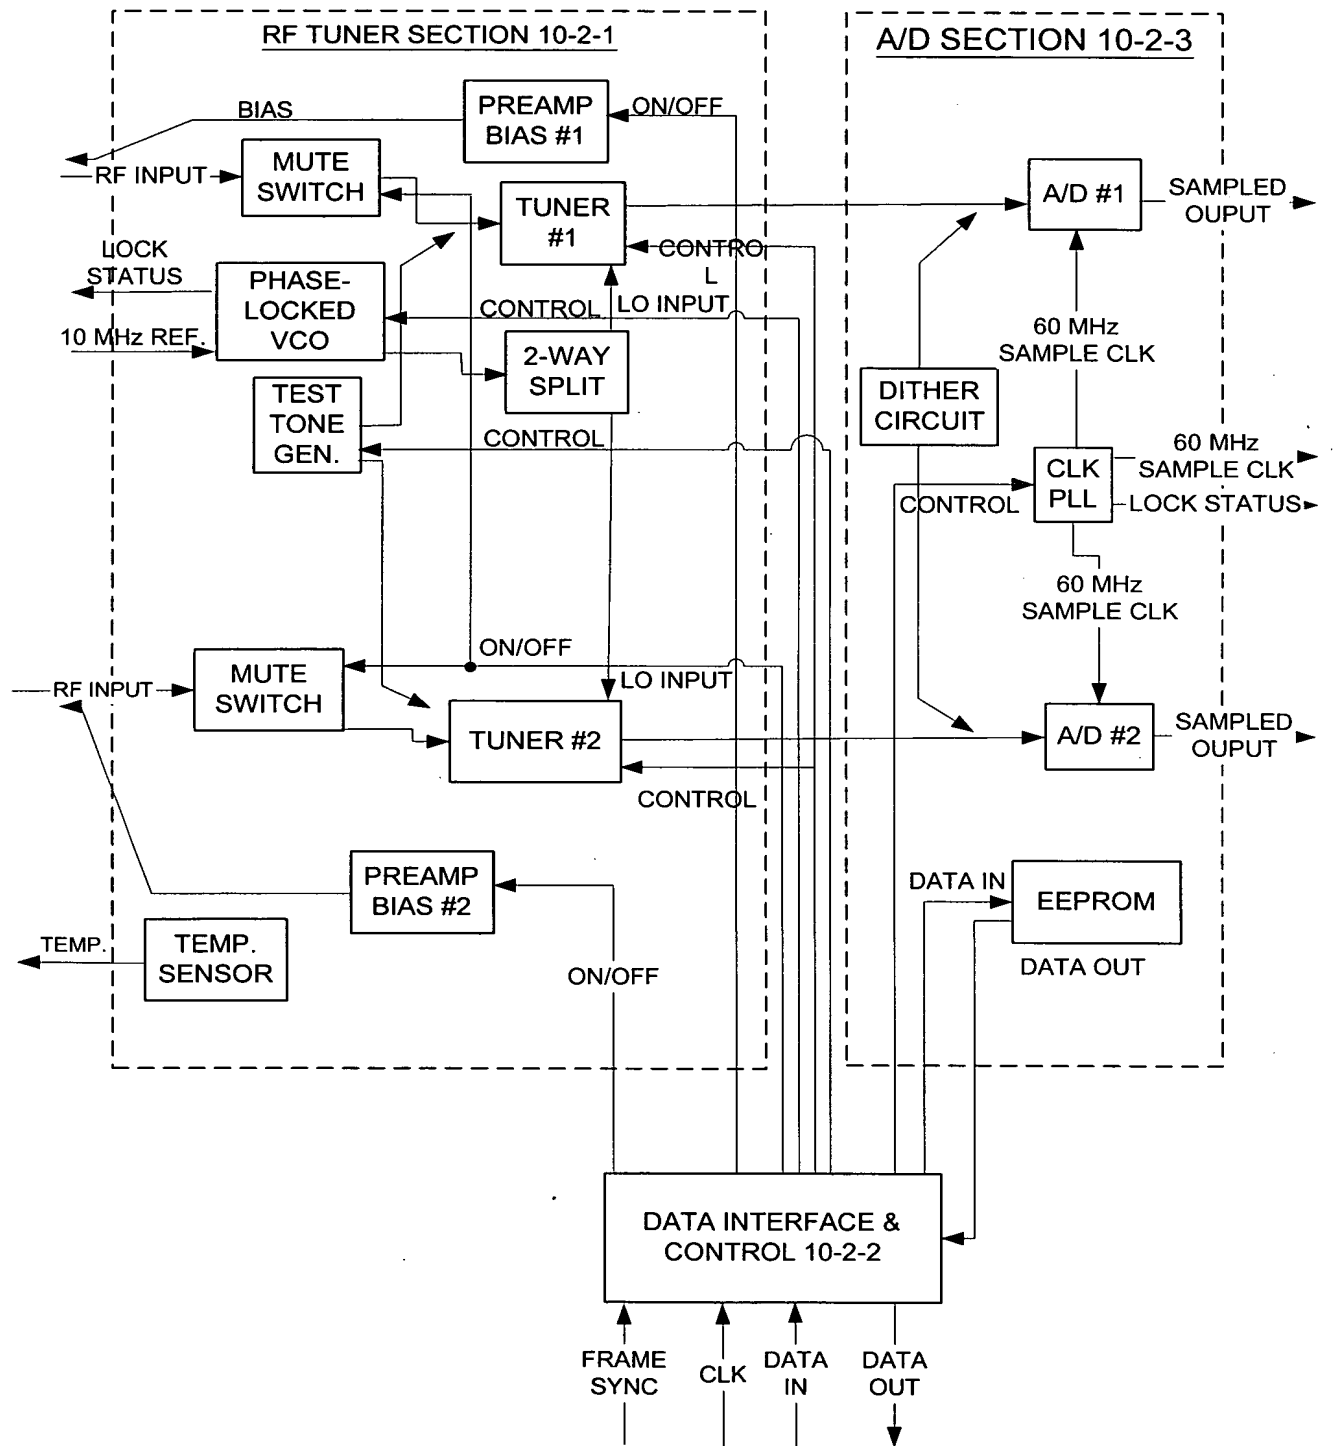 RF TUNER SECTION 10-2-1
A/D SECTION 10-2-3
BIAS
PREAMP
BIAS #1
ON/OFF
RF INPUT
MUTE
SWITCH
TUNER
#1
A/D #1
SAMPLED
OUPUT
LOCK
STATUS
PHASE-
LOCKED
VCO
CONTROL
CONTRO
L
LO INPUT
10 MHz REF.
2-WAY
SPLIT
60 MHz
SAMPLE CLK
TEST
TONE
GEN.
CONTROL
DITHER
CIRCUIT
CLK
PLL
60 MHz
SAMPLE CLK
CONTROL
LOCK STATUS
60 MHz
SAMPLE CLK
ON/OFF
RF INPUT
MUTE
SWITCH
LO INPUT
TUNER #2
A/D #2
SAMPLED
OUPUT
CONTROL
PREAMP
BIAS #2
DATA IN
EEPROM
TEMP.
TEMP.
SENSOR
ON/OFF
DATA OUT
DATA INTERFACE &
CONTROL 10-2-2
FRAME
SYNC
CLK
DATA
IN
DATA
OUT